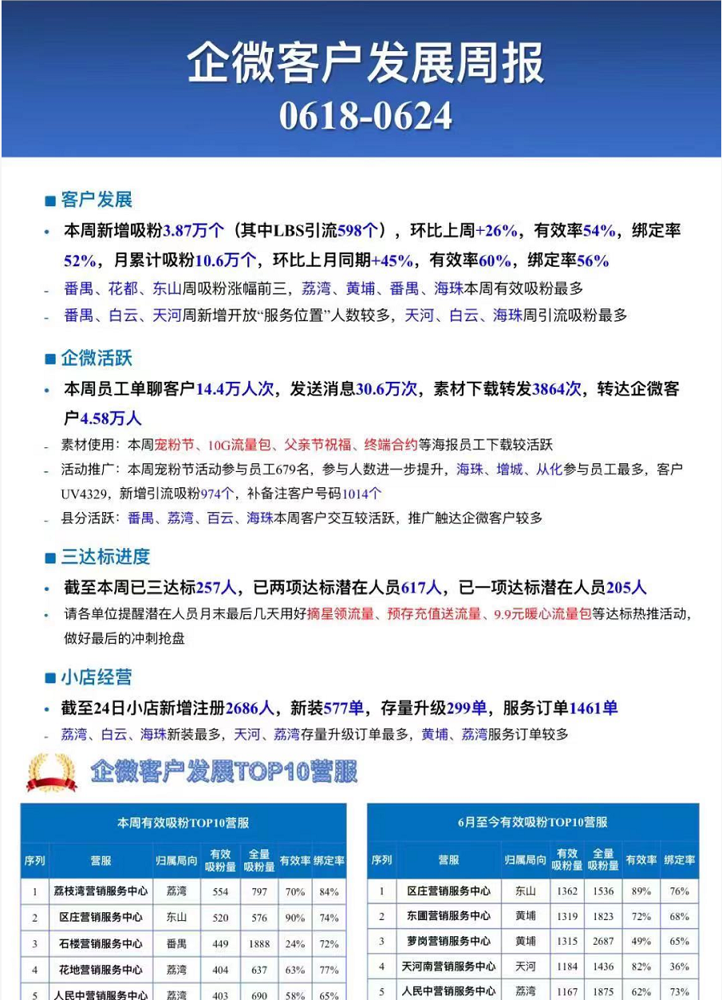 企微客户发展周报
0618-0624
■ 客户发展
• 本周新增吸粉3.87万个（其中LBS引流598个），环比上周+26%，有效率54%，绑定率
52%，月累计吸粉10.6万个，环比上月同期+45%，有效率60%，绑定率56%
- 番禺、花都、东山周吸粉涨幅前三，荔湾、黄埔、番禺、海珠本周有效吸粉最多
- 番禺、白云、天河周新增开放“服务位置”人数较多，天河、白云、海珠周引流吸粉最多
■ 企微活跃
• 本周员工单聊客户14.4万人次，发送消息30.6万次，素材下载转发3864次，转达企微客
户4.58万人
- 素材使用：本周宠粉节、10G流量包、父亲节祝福、终端合约等海报员工下载较活跃
- 活动推广：本周宠粉节活动参与员工679名，参与人数进一步提升，海珠、增城、从化参与员工最多，客户
UV4329，新增引流吸粉974个，补备注客户号码1014个
- 县分活跃：番禺、荔湾、百云、海珠本周客户交互较活跃，推广触达企微客户较多
■ 三达标进度
• 截至本周已三达标257人，已两项达标潜在人员617人，已一项达标潜在人员205人
• 请各单位提醒潜在人员月末最后几天用好摘星领流量、预存充值送流量、9.9元暖心流量包等达标热推活动，
做好最后的冲刺抢盘
■ 小店经营
• 截至24日小店新增注册2686人，新装577单，存量升级299单，服务订单1461单
- 荔湾、白云、海珠新装最多，天河、荔湾存量升级订单最多，黄埔、荔湾服务订单较多
企微客户发展TOP10营服
本周有效吸粉TOP10营服
序列 营服 归属局向 有效吸粉量 全量吸粉量 有效率 绑定率
1 荔枝湾营销服务中心 荔湾 554 797 70% 84%
2 区庄营销服务中心 东山 520 576 90% 74%
3 石楼营销服务中心 番禺 449 1888 24% 72%
4 花地营销服务中心 荔湾 404 637 63% 77%
5 人民中营销服务中心 荔湾 403 690 58% 65%
6月至今有效吸粉TOP10营服
序列 营服 归属局向 有效吸粉量 全量吸粉量 有效率 绑定率
1 区庄营销服务中心 东山 1362 1536 89% 76%
2 东圃营销服务中心 黄埔 1319 1823 72% 68%
3 萝岗营销服务中心 黄埔 1315 2687 49% 65%
4 天河南营销服务中心 天河 1184 1436 82% 36%
5 人民中营销服务中心 荔湾 1167 1875 62% 73%